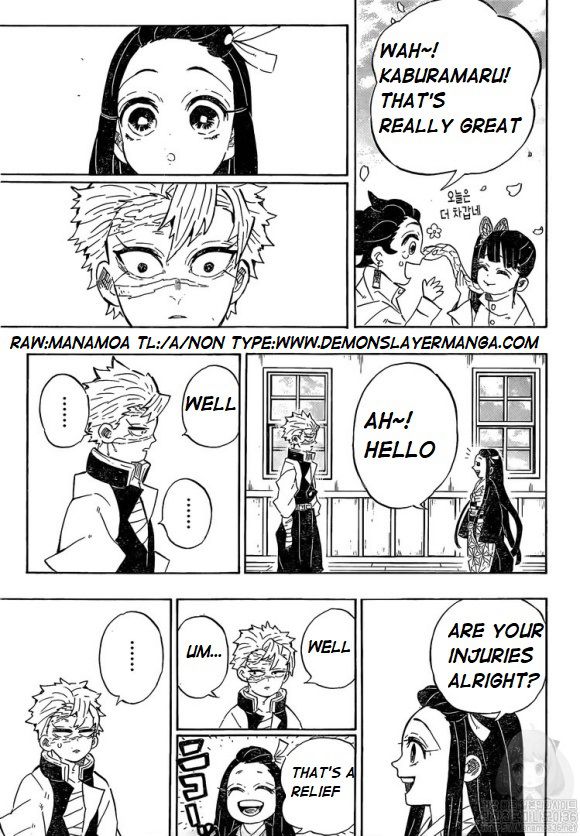 WAH~!
KABURAMARU!
THAT'S
REALLY GREAT
오늘은
더 차갑네
RAW:MANAMOA TL:/A/NON TYPE:WWW.DEMONSLAYERMANGA.COM
AH~!
HELLO
WELL
........
......
ARE YOUR
INJURIES
ALRIGHT?
WELL
UM...
THAT'S A
RELIEF
......